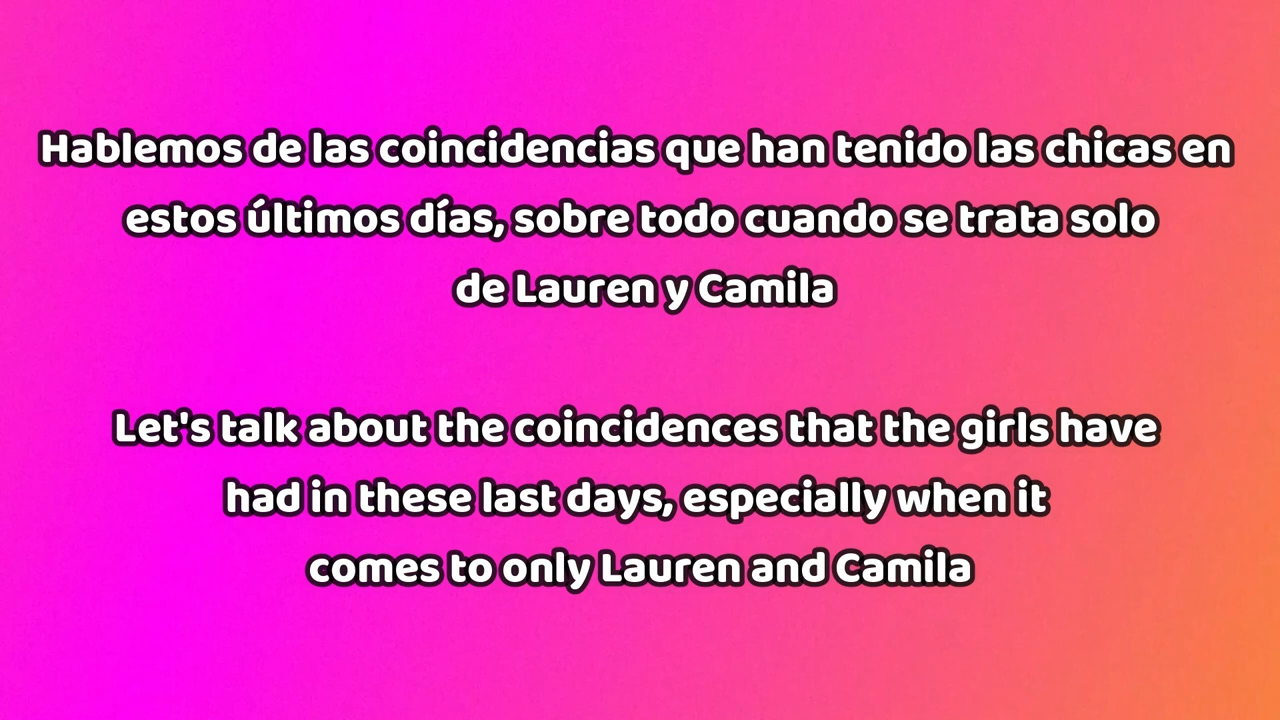 Hablemos de las coincidencias que han tenido las chicas en
estos últimos días, sobre todo cuando se trata solo
de Lauren y Camila
Let's talk about the coincidences that the girls have
had in these last days, especially when it
comes to only Lauren and Camila